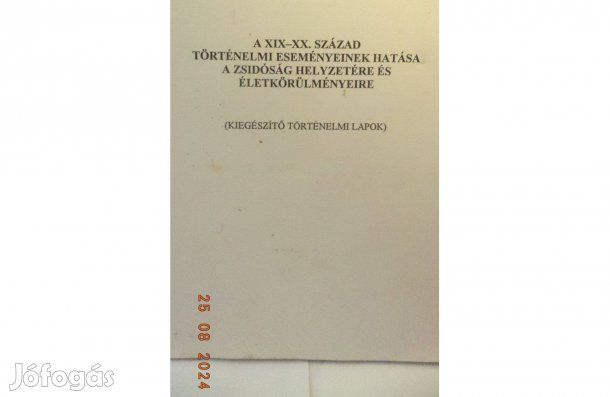 A XIX–XX. SZÁZAD
TÖRTÉNELMI ESEMÉNYEINEK HATÁSA
A ZSIDÓSÁG HELYZETÉRE ÉS
ÉLETKÖRÜLMÉNYEIRE
(KIEGÉSZÍTŐ TÖRTÉNELMI LAPOK)
25 08 2024
Jófogás